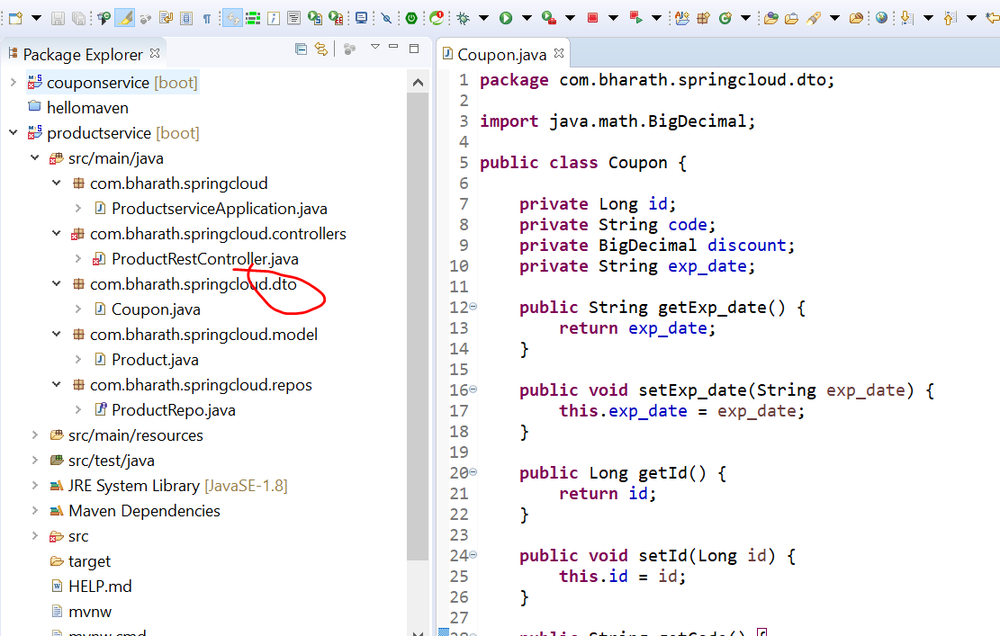 Package Explorer
couponservice [boot]
hellomaven
productservice [boot]
src/main/java
com.bharath.springcloud
ProductserviceApplication.java
com.bharath.springcloud.controllers
ProductRestController.java
com.bharath.springcloud.dto
Coupon.java
com.bharath.springcloud.model
Product.java
com.bharath.springcloud.repos
ProductRepo.java
src/main/resources
src/test/java
JRE System Library [JavaSE-1.8]
Maven Dependencies
src
target
HELP.md
mvnw
mvnw.cmd
Coupon.java
1 package com.bharath.springcloud.dto;
2
3 import java.math.BigDecimal;
4
5 public class Coupon {
6
7 private Long id;
8 private String code;
9 private BigDecimal discount;
10 private String exp_date;
11
12 public String getExp_date() {
13 return exp_date;
14 }
15
16 public void setExp_date(String exp_date) {
17 this.exp_date = exp_date;
18 }
19
20 public Long getId() {
21 return id;
22 }
23
24 public void setId(Long id) {
25 this.id = id;
26 }
27
28 public String getCode() {